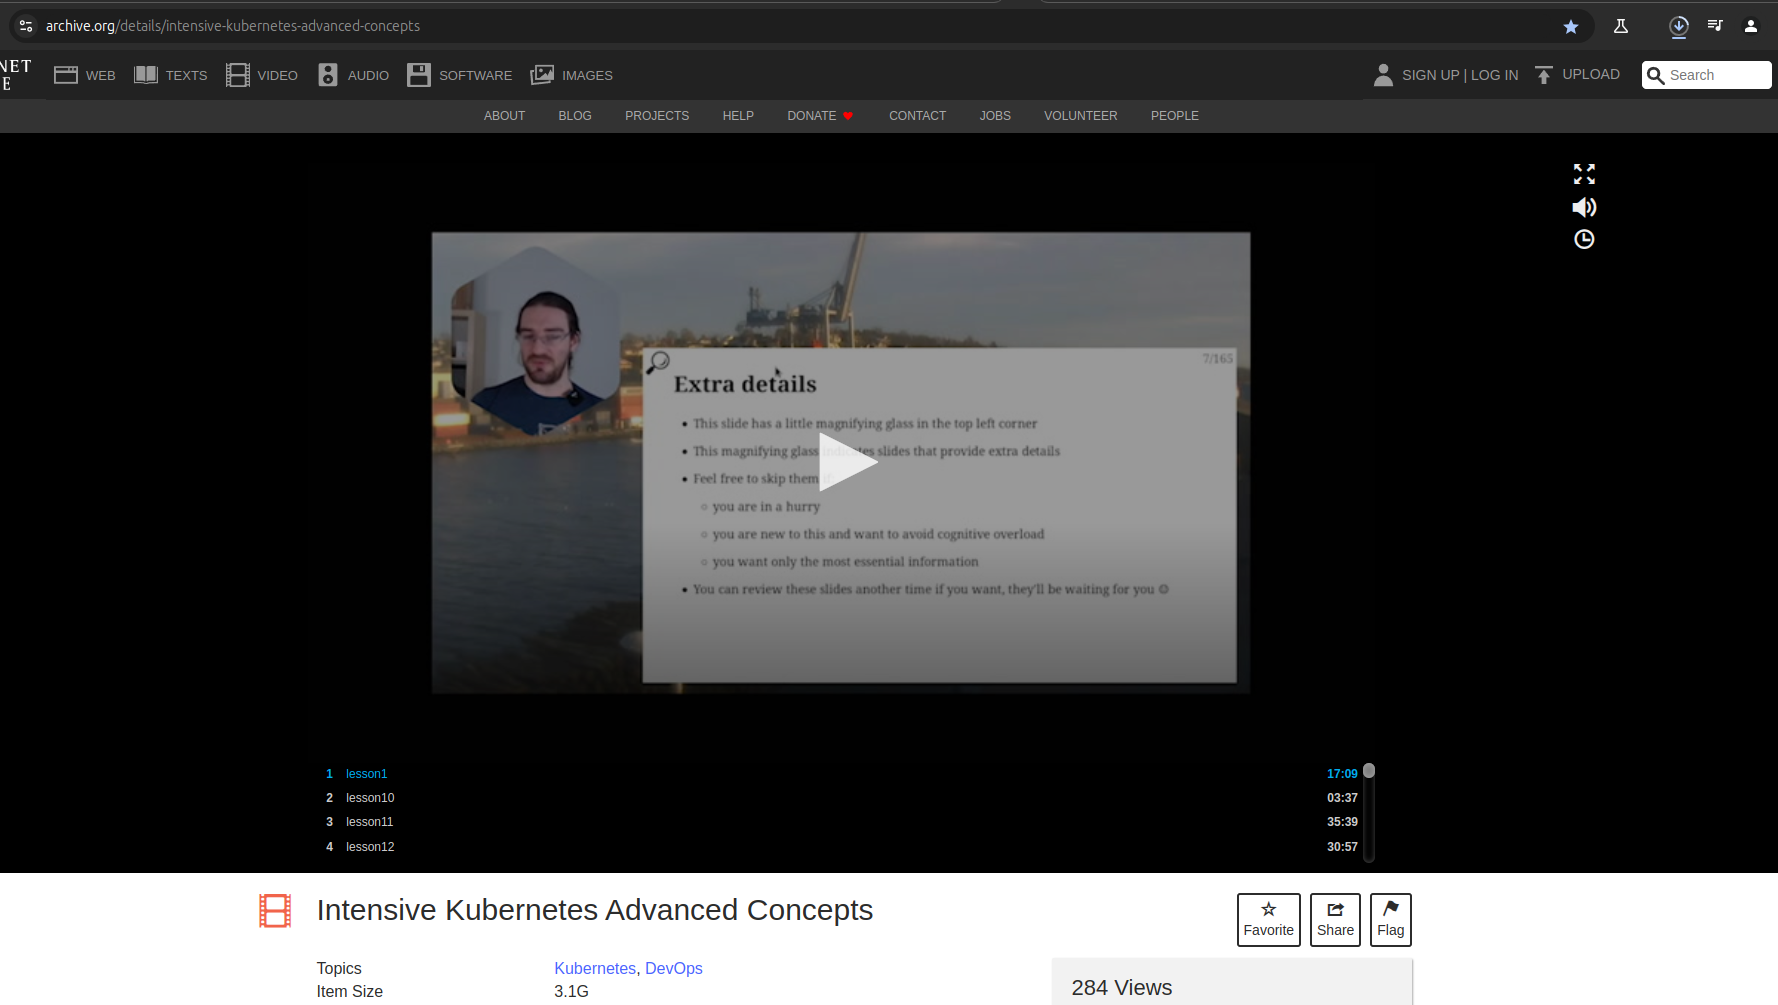 archive.org/details/intensive-kubernetes-advanced-concepts
NET
E
WEB TEXTS VIDEO AUDIO SOFTWARE IMAGES
SIGN UP | LOG IN UPLOAD Search
ABOUT BLOG PROJECTS HELP DONATE CONTACT JOBS VOLUNTEER PEOPLE
7/165
Extra details
• This slide has a little magnifying glass in the top left corner
• This magnifying glass indicates slides that provide extra details
• Feel free to skip them
○ you are in a hurry
○ you are new to this and want to avoid cognitive overload
○ you want only the most essential information
• You can review these slides another time if you want, they'll be waiting for you ☺
1 lesson1 17:09
2 lesson10 03:37
3 lesson11 35:39
4 lesson12 30:57
Intensive Kubernetes Advanced Concepts
Favorite Share Flag
Topics Kubernetes, DevOps
Item Size 3.1G
284 Views